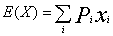 E(X) = ∑ᵢ Pᵢxᵢ